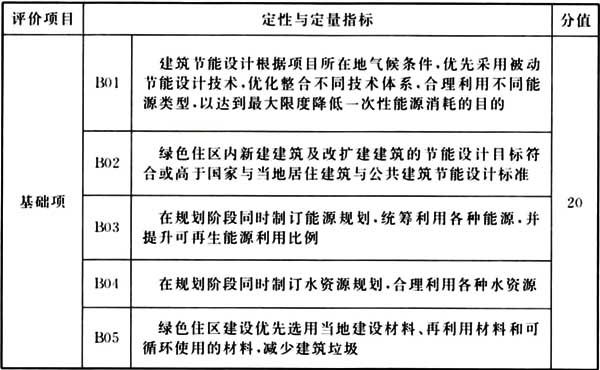 评价项目 定性与定量指标 分值
基础项
B01
建筑节能设计根据项目所在地气候条件，优先采用被动
节能设计技术，优化整合不同技术体系，合理利用不同能
源类型，以达到最大限度降低一次性能源消耗的目的
20
B02
绿色住区内新建建筑及改扩建建筑的节能设计目标符
合或高于国家与当地居住建筑与公共建筑节能设计标准
B03
在规划阶段同时制订能源规划，统筹利用各种能源，并
提升可再生能源利用比例
B04
在规划阶段同时制订水资源规划，合理利用各种水资源
B05
绿色住区建设优先选用当地建设材料、再利用材料和可
循环使用的材料，减少建筑垃圾